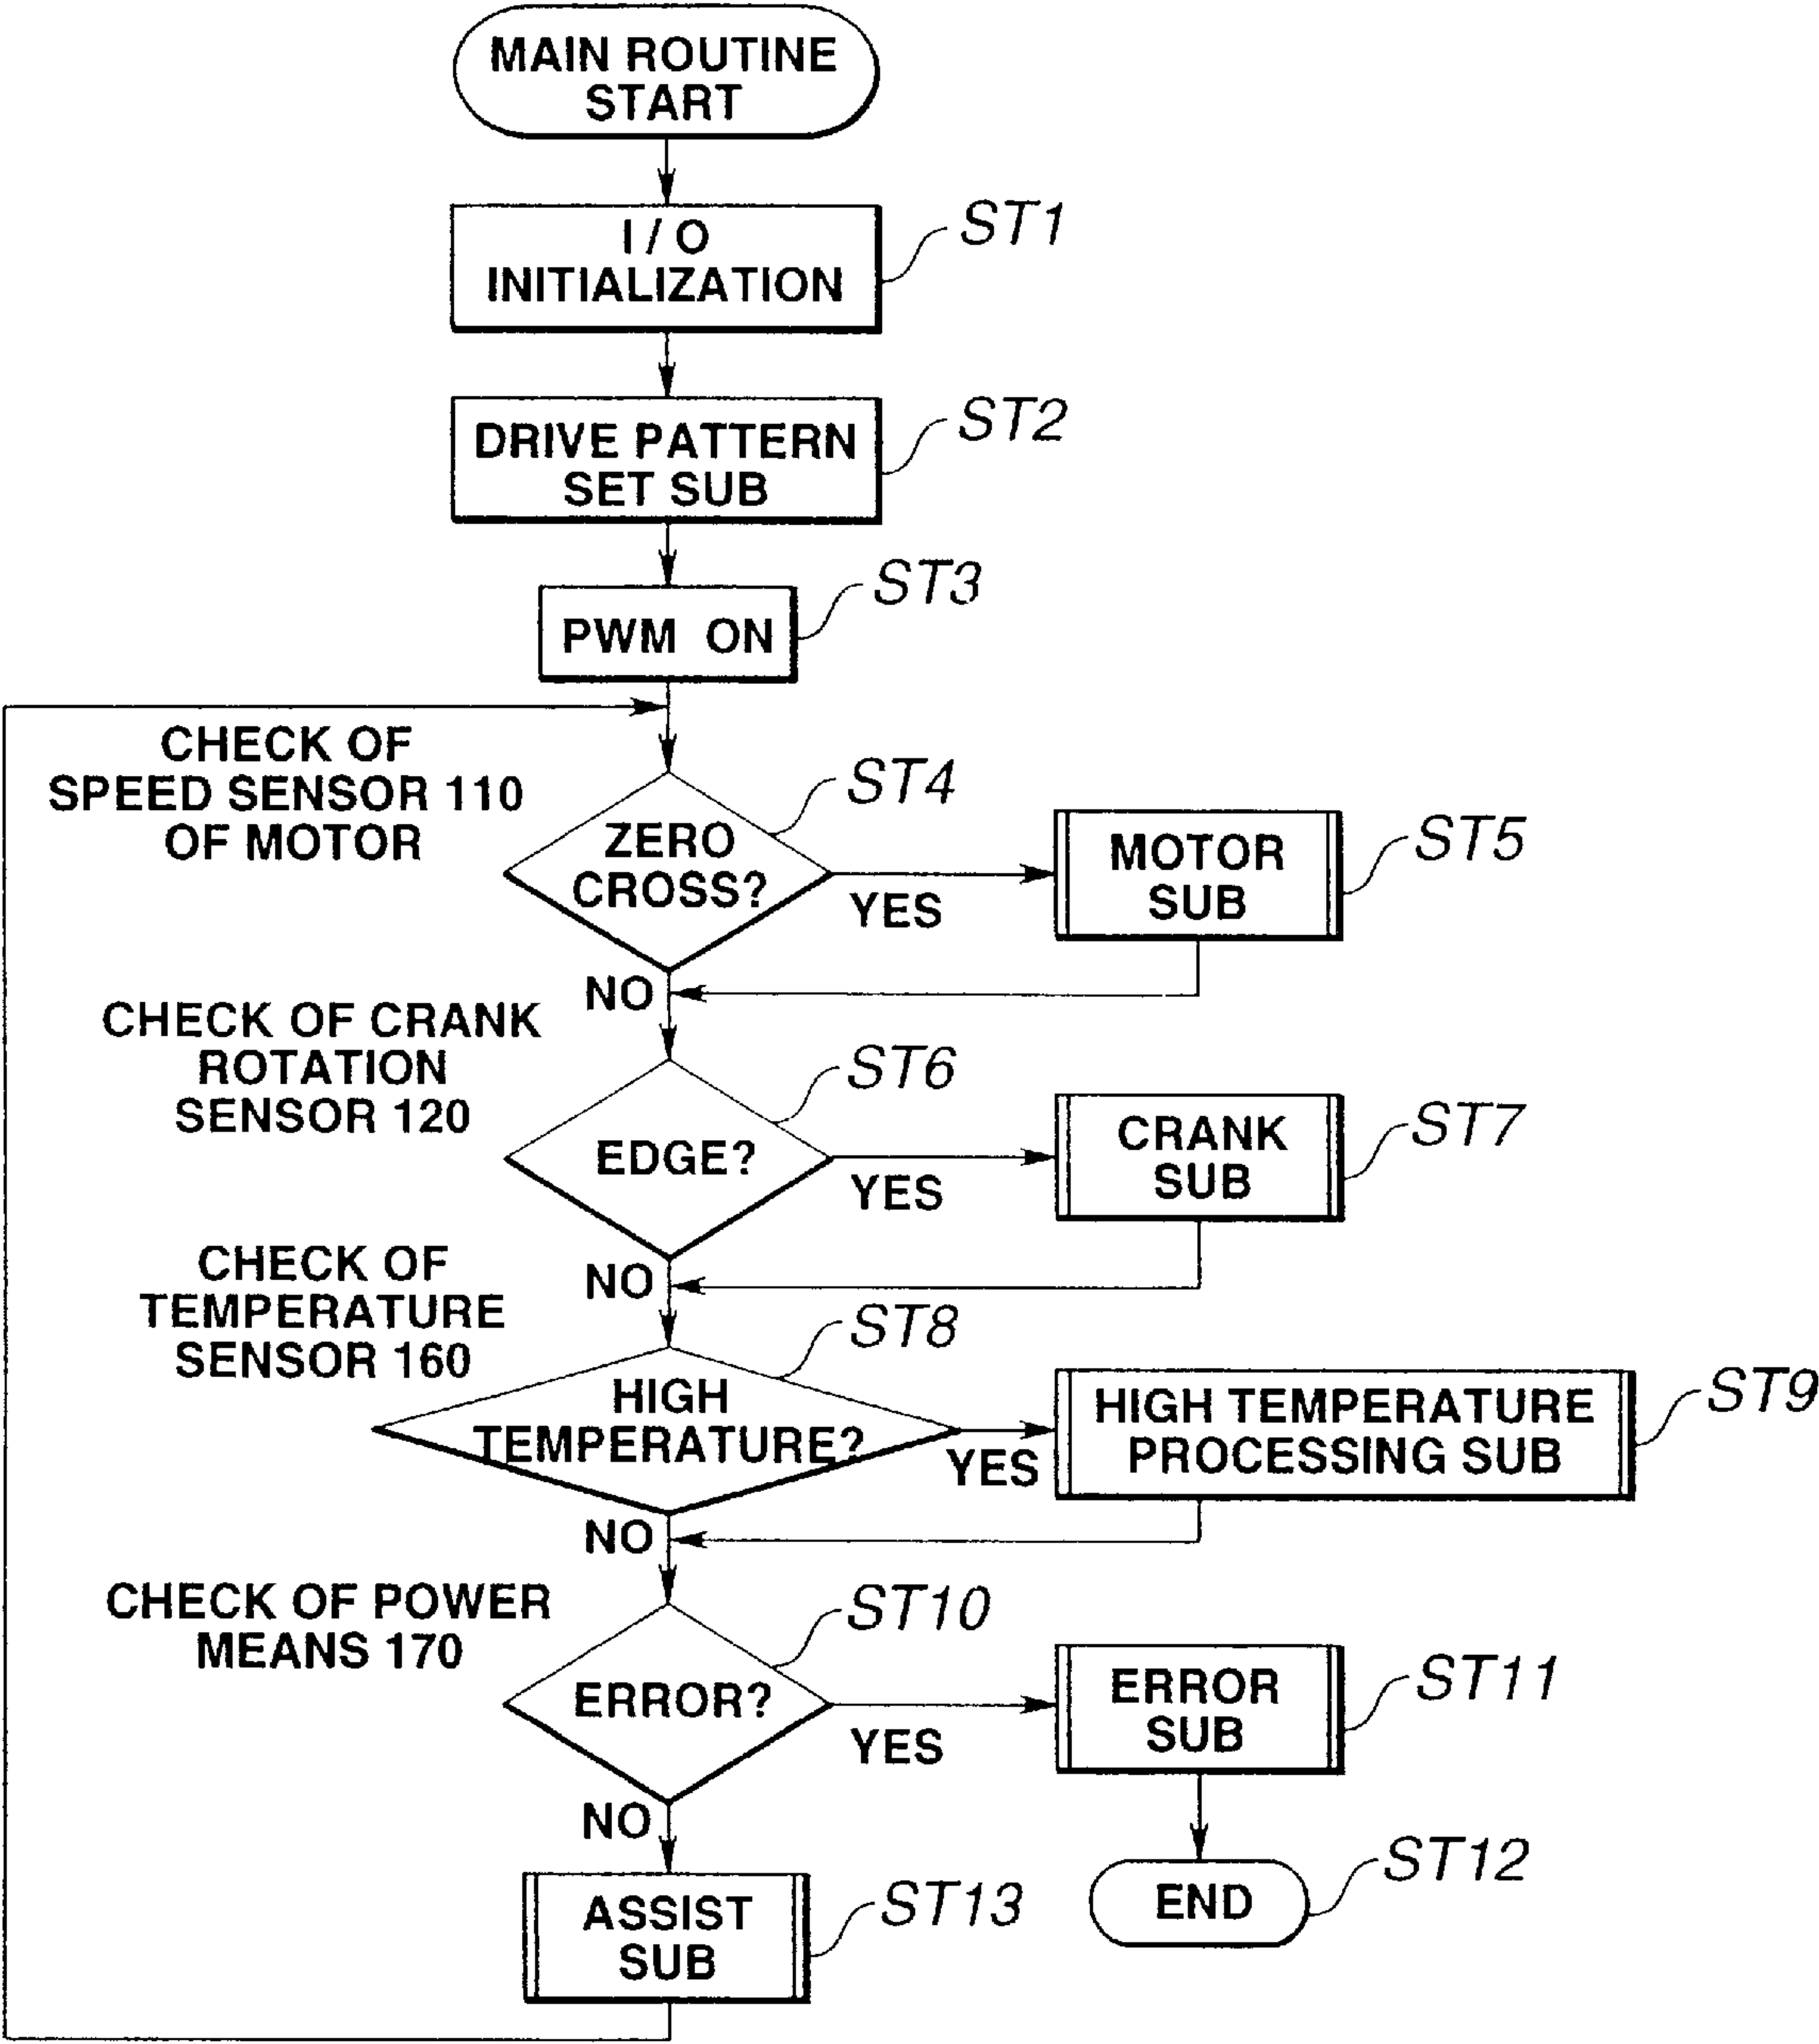 MAIN ROUTINE
START
I / O
INITIALIZATION
ST1
DRIVE PATTERN
SET SUB
ST2
PWM ON
ST3
CHECK OF
SPEED SENSOR 110
OF MOTOR
ZERO
CROSS?
ST4
YES
MOTOR
SUB
ST5
NO
CHECK OF CRANK
ROTATION
SENSOR 120
EDGE?
ST6
YES
CRANK
SUB
ST7
NO
CHECK OF
TEMPERATURE
SENSOR 160
HIGH
TEMPERATURE?
ST8
YES
HIGH TEMPERATURE
PROCESSING SUB
ST9
NO
CHECK OF POWER
MEANS 170
ERROR?
ST10
YES
ERROR
SUB
ST11
NO
ASSIST
SUB
ST13
END
ST12